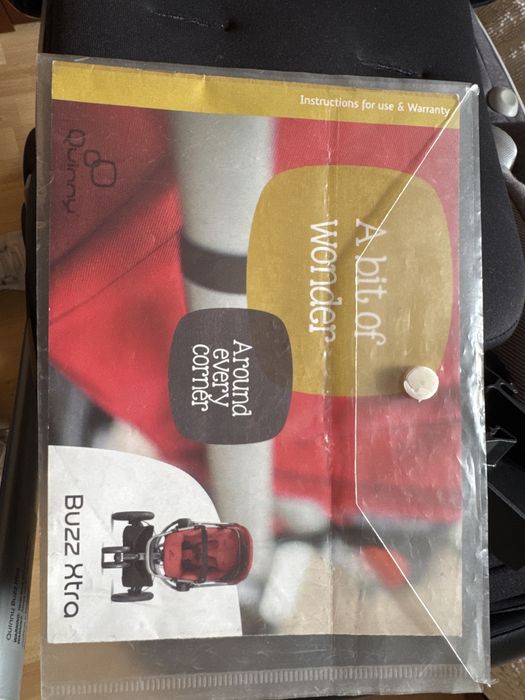 Instructions for use & Warranty
Quinny
A bit of
wonder
Around
every
corner
Buzz Xtra